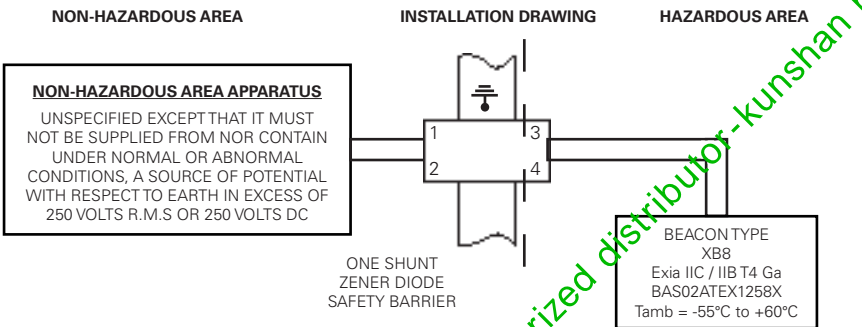 NON-HAZARDOUS AREA
INSTALLATION DRAWING
HAZARDOUS AREA
NON-HAZARDOUS AREA APPARATUS
UNSPECIFIED EXCEPT THAT IT MUST
NOT BE SUPPLIED FROM NOR CONTAIN
UNDER NORMAL OR ABNORMAL
CONDITIONS, A SOURCE OF POTENTIAL
WITH RESPECT TO EARTH IN EXCESS OF
250 VOLTS R.M.S OR 250 VOLTS DC
1
3
2
4
ONE SHUNT
ZENER DIODE
SAFETY BARRIER
BEACON TYPE
XB8
Exia IIC / IIB T4 Ga
BAS02ATEX1258X
Tamb = -55°C to +60°C
distributor-kunshan